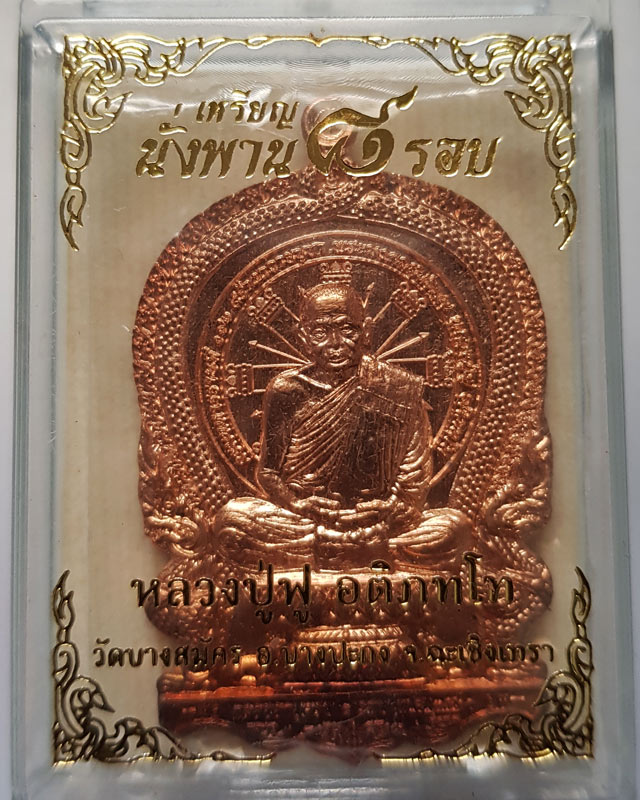 เหรียญ
นั่งพาน ๘ รอบ
หลวงปู่ฟู อติภทฺโท
วัดบางสมัคร อ.บางปะกง จ.ฉะเชิงเทรา